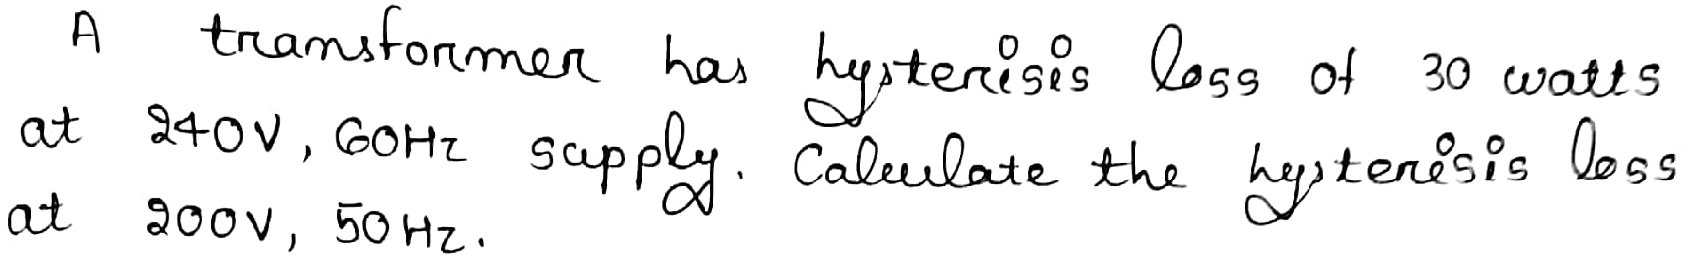 A transformer has hysterisis loss of 30 watts
at 240V, 60Hz supply. Calculate the hysterisis loss
at 200V, 50Hz.